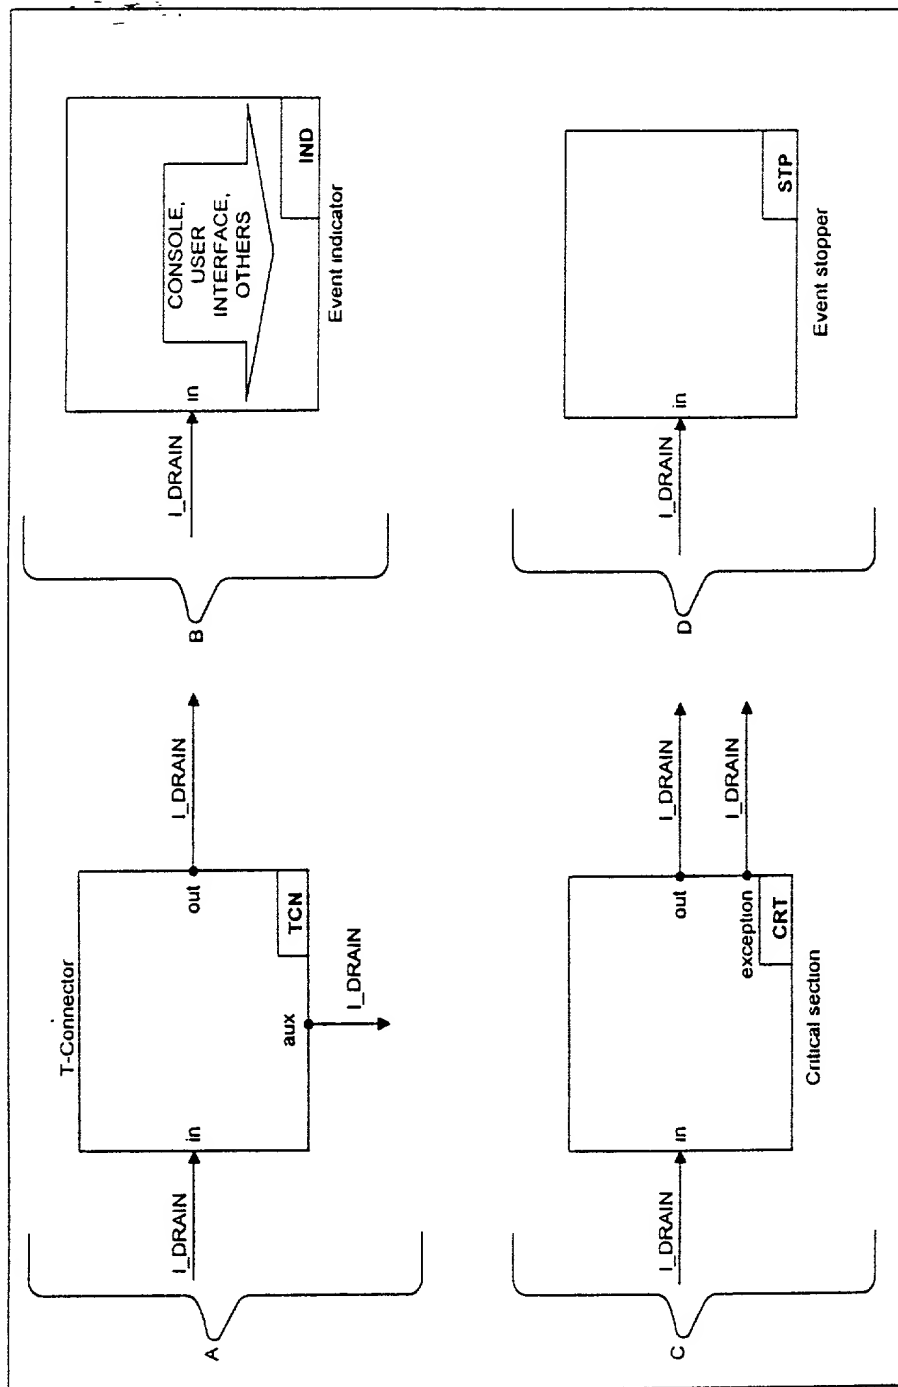 A
I_DRAIN
T-Connector
in
out
aux
TCN
I_DRAIN
I_DRAIN
B
I_DRAIN
in
CONSOLE,
USER
INTERFACE,
OTHERS
IND
Event indicator
C
I_DRAIN
in
out
exception
CRT
I_DRAIN
I_DRAIN
Critical section
D
I_DRAIN
in
STP
Event stopper